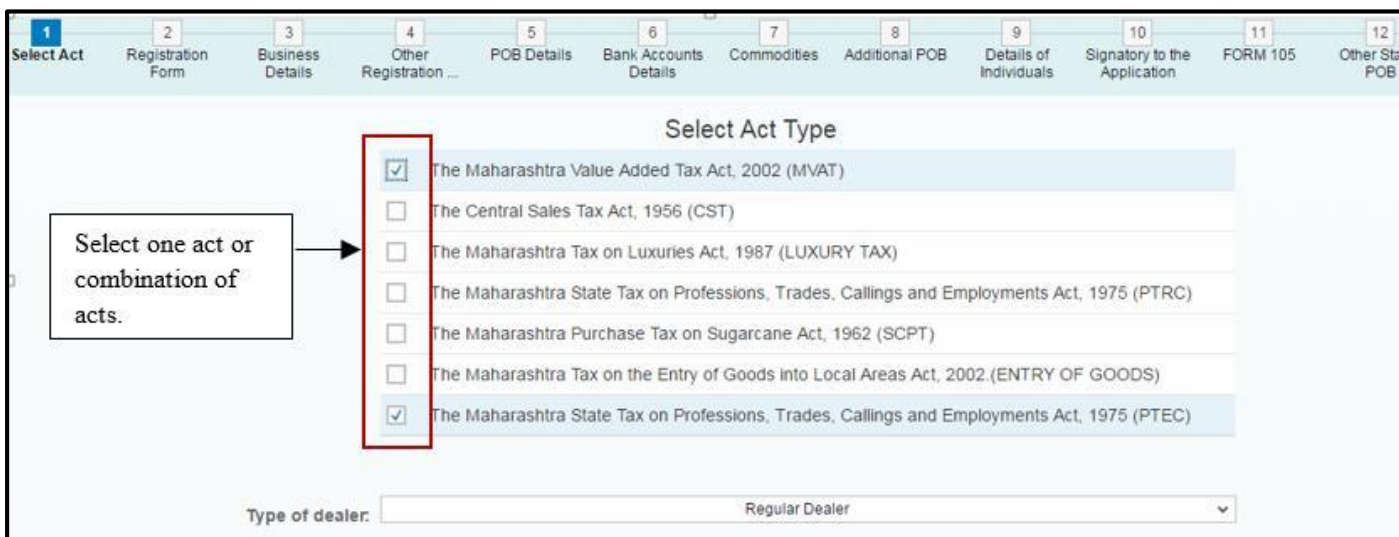 1 2 3 4 5 6 7 8 9 10 11 12
Select Act Registration Business Other POB Details Bank Accounts Commodities Additional POB Details of Signatory to the FORM 105 Other Sta
Form Details Registration ... Details Individuals Application POB
Select Act Type
The Maharashtra Value Added Tax Act, 2002 (MVAT)
The Central Sales Tax Act, 1956 (CST)
The Maharashtra Tax on Luxuries Act, 1987 (LUXURY TAX)
The Maharashtra State Tax on Professions, Trades, Callings and Employments Act, 1975 (PTRC)
The Maharashtra Purchase Tax on Sugarcane Act, 1962 (SCPT)
The Maharashtra Tax on the Entry of Goods into Local Areas Act, 2002.(ENTRY OF GOODS)
The Maharashtra State Tax on Professions, Trades, Callings and Employments Act, 1975 (PTEC)
Select one act or
combination of
acts.
Type of dealer: Regular Dealer